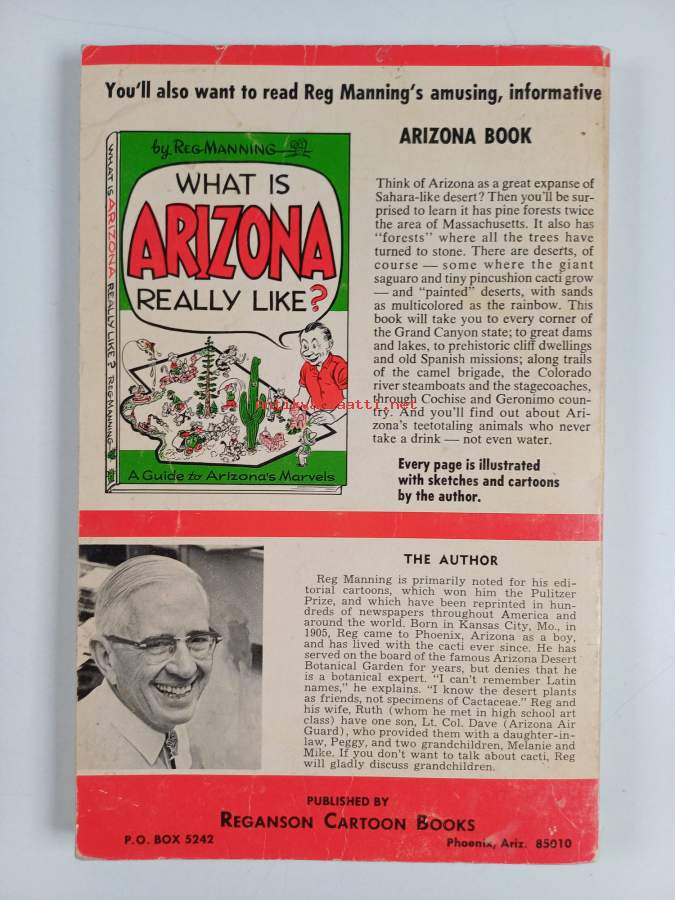 You'll also want to read Reg Manning's amusing, informative
ARIZONA BOOK
by REG MANNING
WHAT IS
ARIZONA
REALLY LIKE?
A Guide to Arizona's Marvels
WHAT IS ARIZONA REALLY LIKE? REG MANNING
Think of Arizona as a great expanse of
Sahara-like desert? Then you'll be sur-
prised to learn it has pine forests twice
the area of Massachusetts. It also has
"forests" where all the trees have
turned to stone. There are deserts, of
course — some where the giant
saguaro and tiny pincushion cacti grow
— and "painted" deserts, with sands
as multicolored as the rainbow. This
book will take you to every corner of
the Grand Canyon state; to great dams
and lakes, to prehistoric cliff dwellings
and old Spanish missions; along trails
of the camel brigade, the Colorado
river steamboats and the stagecoaches,
through Cochise and Geronimo coun-
try. And you'll find out about Ari-
zona's teetotaling animals who never
take a drink — not even water.
Every page is illustrated
with sketches and cartoons
by the author.
THE AUTHOR
Reg Manning is primarily noted for his edi-
torial cartoons, which won him the Pulitzer
Prize, and which have been reprinted in hun-
dreds of newspapers throughout America and
around the world. Born in Kansas City, Mo., in
1905, Reg came to Phoenix, Arizona as a boy,
and has lived with the cacti ever since. He has
served on the board of the famous Arizona Desert
Botanical Garden for years, but denies that he
is a botanical expert. "I can't remember Latin
names," he explains. "I know the desert plants
as friends, not specimens of Cactaceae." Reg and
his wife, Ruth (whom he met in high school art
class) have one son, Lt. Col. Dave (Arizona Air
Guard), who provided them with a daughter-in-
law, Peggy, and two grandchildren, Melanie and
Mike. If you don't want to talk about cacti, Reg
will gladly discuss grandchildren.
PUBLISHED BY
REGANSON CARTOON BOOKS
P.O. BOX 5242
Phoenix, Ariz. 85010